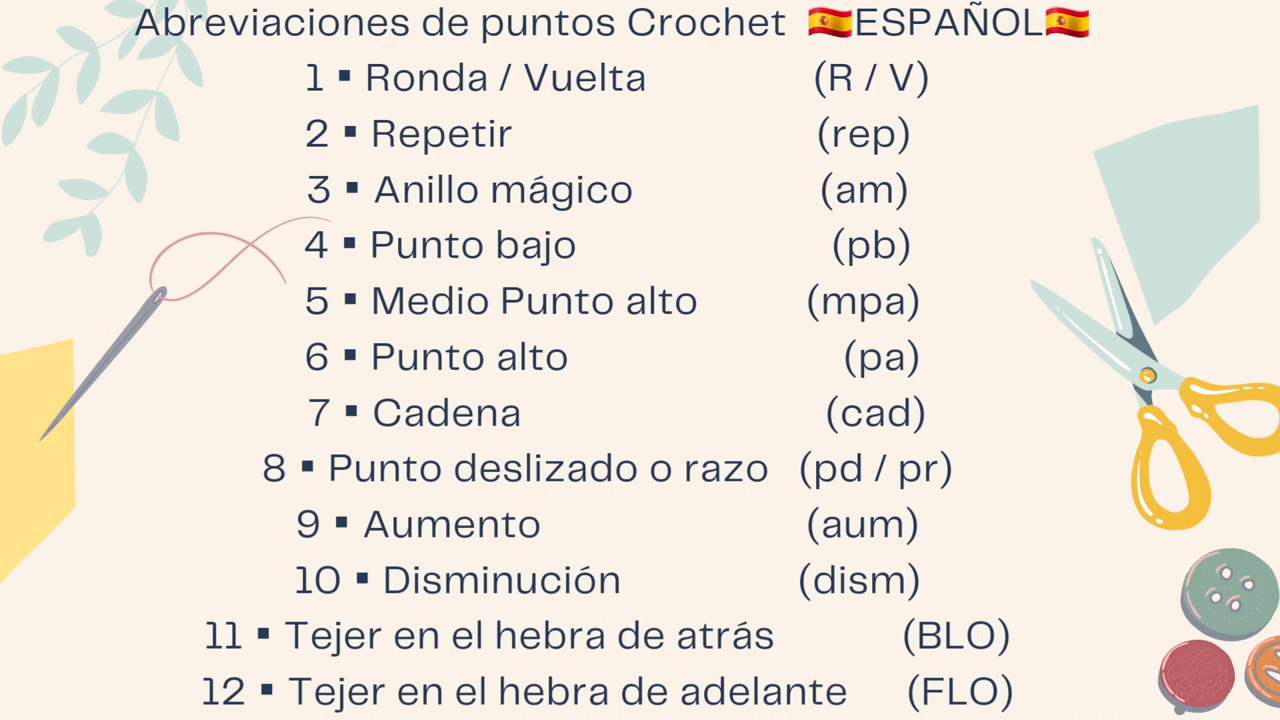 Abreviaciones de puntos Crochet 🇪🇸ESPAÑOL🇪🇸
1 ▪ Ronda / Vuelta (R / V)
2 ▪ Repetir (rep)
3 ▪ Anillo mágico (am)
4 ▪ Punto bajo (pb)
5 ▪ Medio Punto alto (mpa)
6 ▪ Punto alto (pa)
7 ▪ Cadena (cad)
8 ▪ Punto deslizado o razo (pd / pr)
9 ▪ Aumento (aum)
10 ▪ Disminución (dism)
11 ▪ Tejer en el hebra de atrás (BLO)
12 ▪ Tejer en el hebra de adelante (FLO)